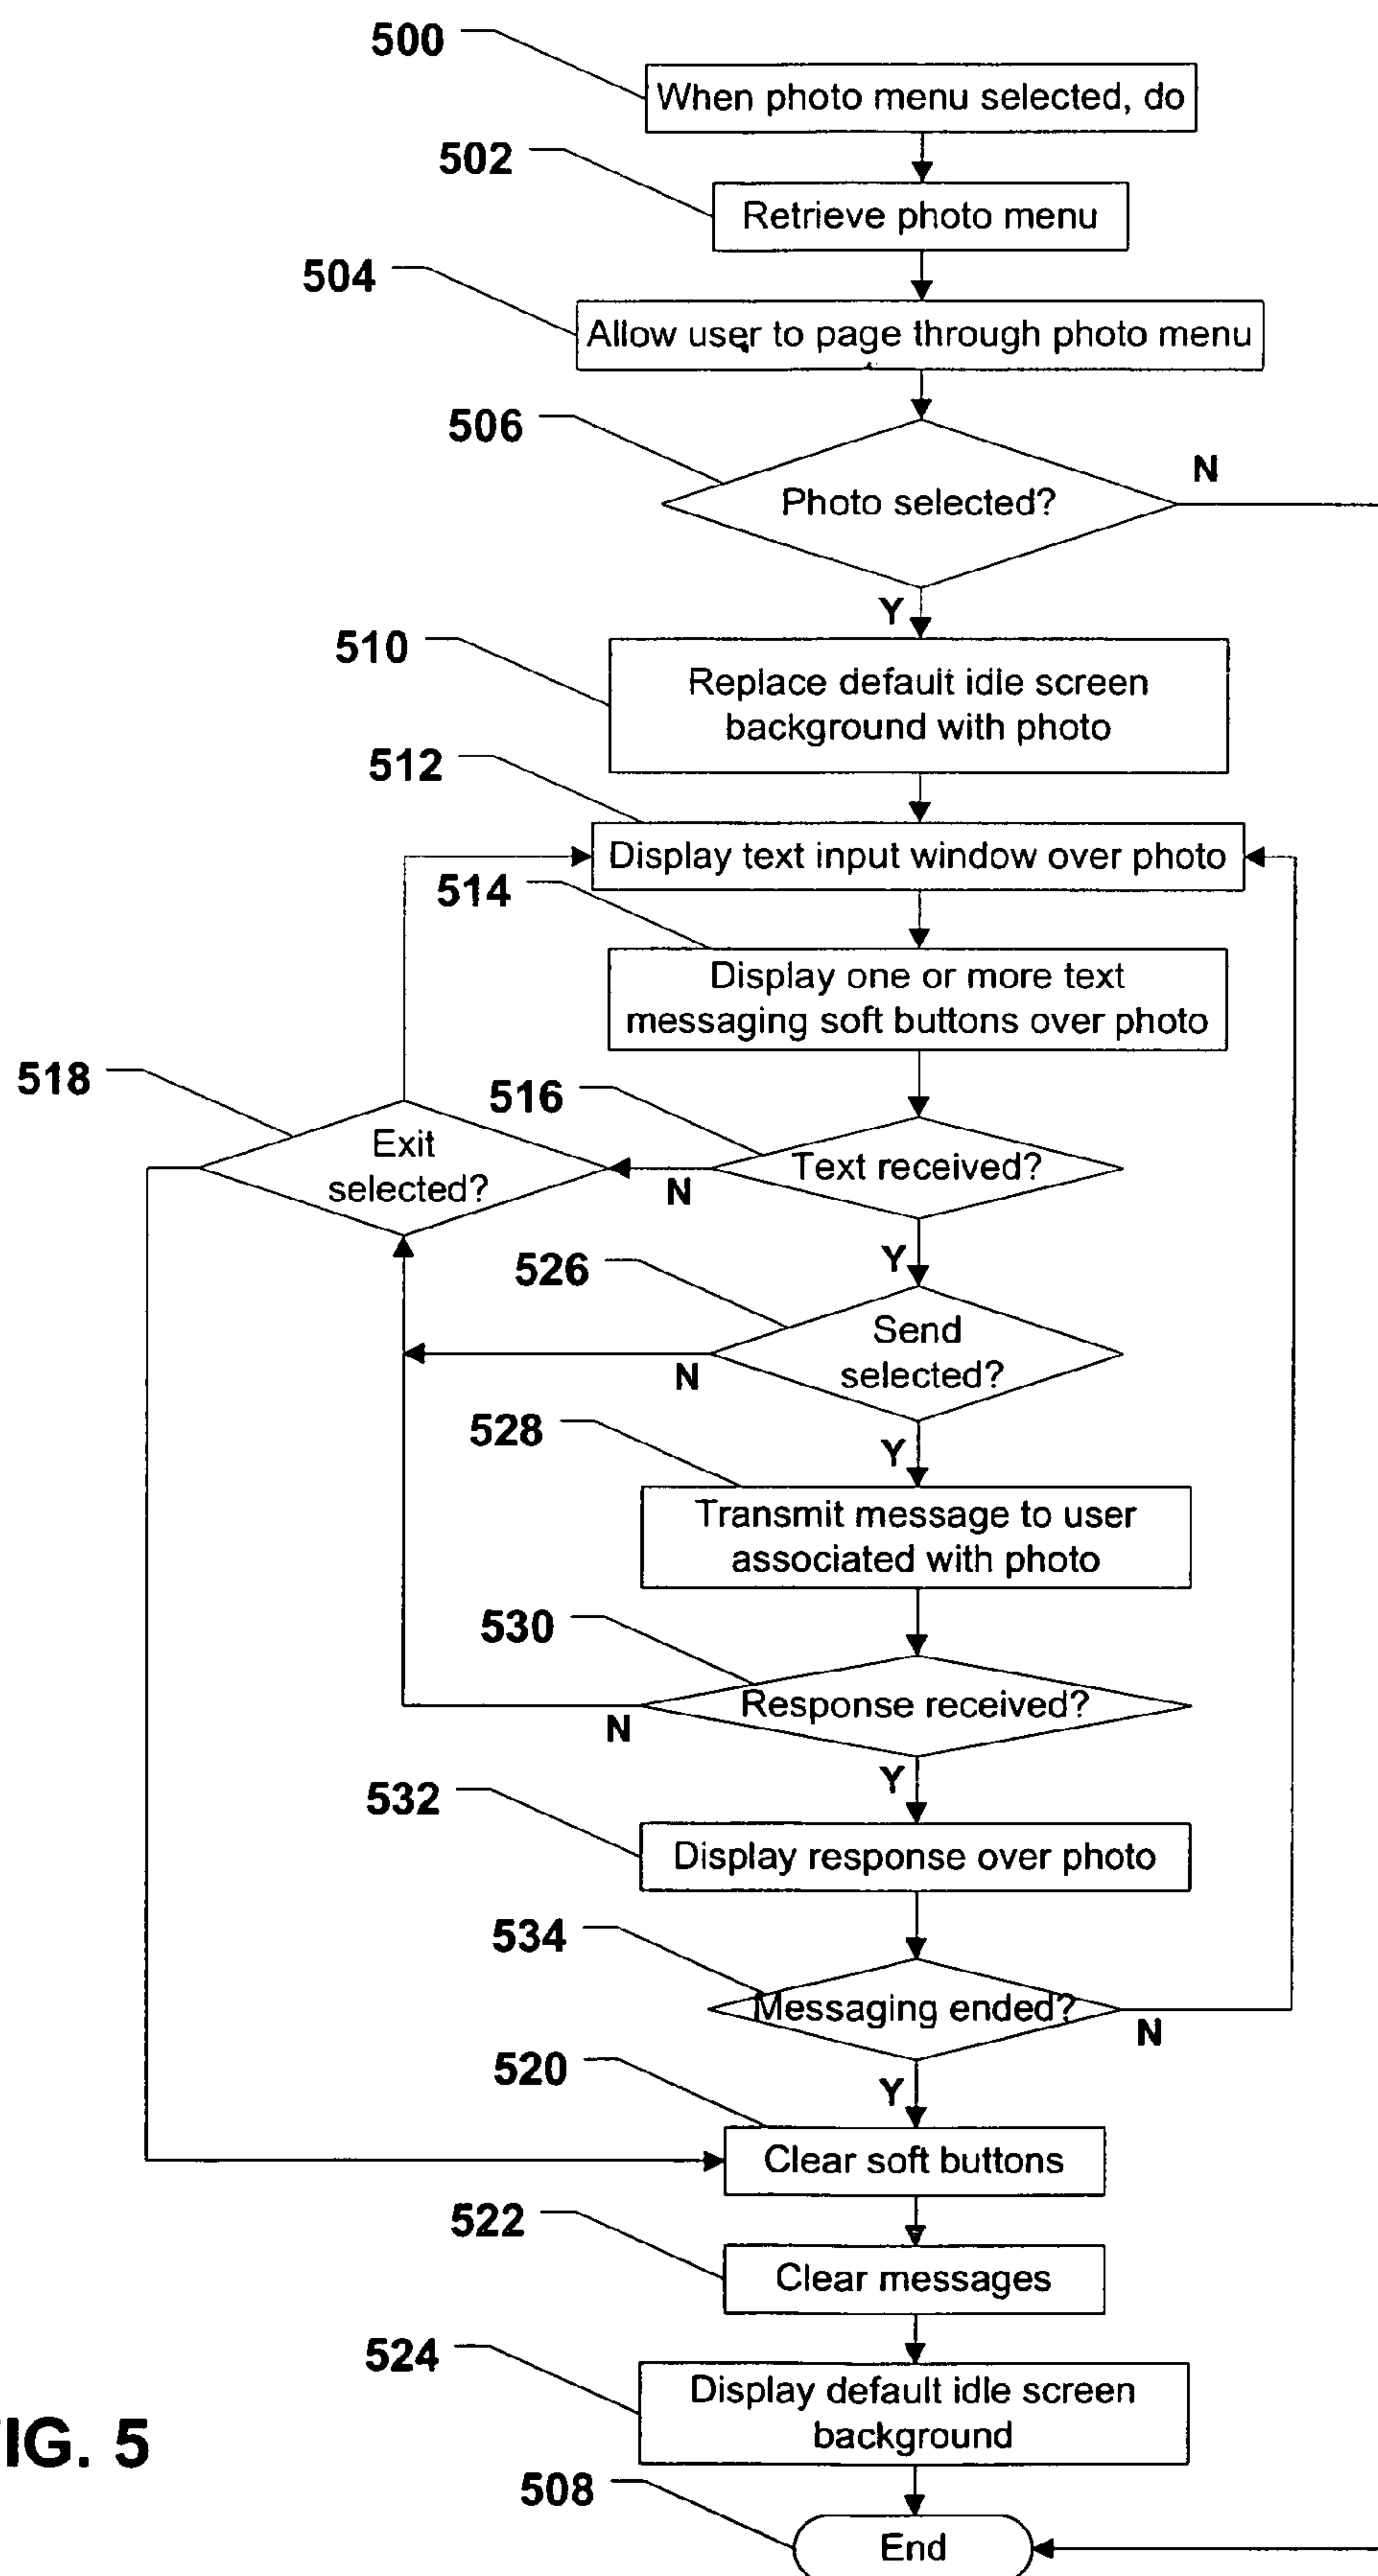 500
When photo menu selected, do
502
Retrieve photo menu
504
Allow user to page through photo menu
506
Photo selected?
N
Y
510
Replace default idle screen
background with photo
512
Display text input window over photo
514
Display one or more text
messaging soft buttons over photo
518
Exit
selected?
516
Text received?
N
Y
526
Send
selected?
N
Y
528
Transmit message to user
associated with photo
530
Response received?
N
Y
532
Display response over photo
534
Messaging ended?
N
Y
520
Clear soft buttons
522
Clear messages
524
Display default idle screen
background
IG. 5
508
End